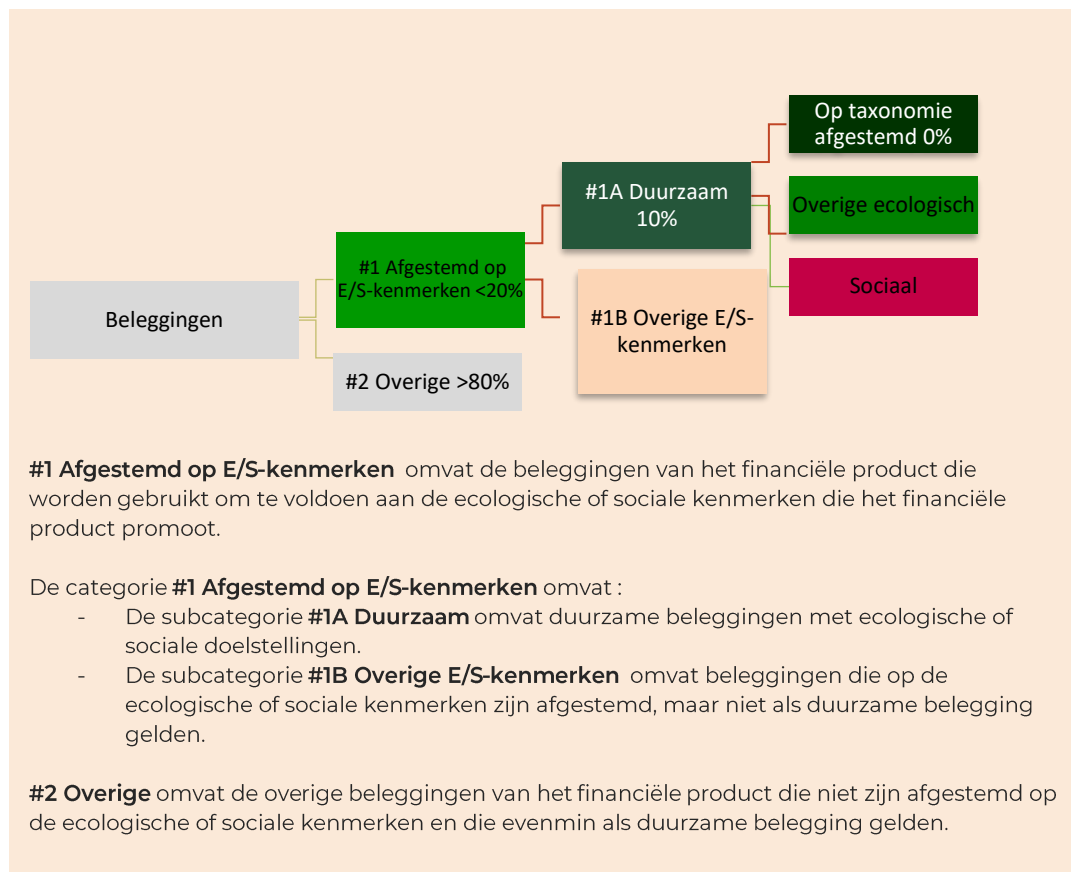 Op taxonomie
afgestemd 0%
#1A Duurzaam
10%
Overige ecologisch
#1 Afgestemd op
E/S-kenmerken <20%
Sociaal
Beleggingen
#1B Overige E/S-
kenmerken
#2 Overige >80%
#1 Afgestemd op E/S-kenmerken omvat de beleggingen van het financiële product die
worden gebruikt om te voldoen aan de ecologische of sociale kenmerken die het financiële
product promoot.
De categorie #1 Afgestemd op E/S-kenmerken omvat :
- De subcategorie #1A Duurzaam omvat duurzame beleggingen met ecologische of
sociale doelstellingen.
- De subcategorie #1B Overige E/S-kenmerken omvat beleggingen die op de
ecologische of sociale kenmerken zijn afgestemd, maar niet als duurzame belegging
gelden.
#2 Overige omvat de overige beleggingen van het financiële product die niet zijn afgestemd op
de ecologische of sociale kenmerken en die evenmin als duurzame belegging gelden.